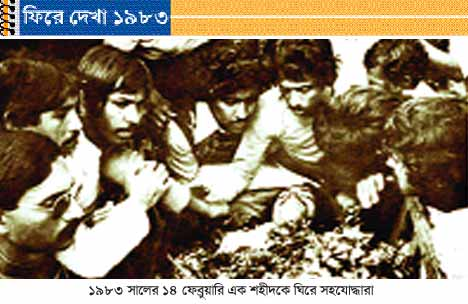 ফিরে দেখা ১৯৮৩
১৯৮৩ সালের ১৪ ফেব্রুয়ারি এক শহীদকে ঘিরে সহযোদ্ধারা